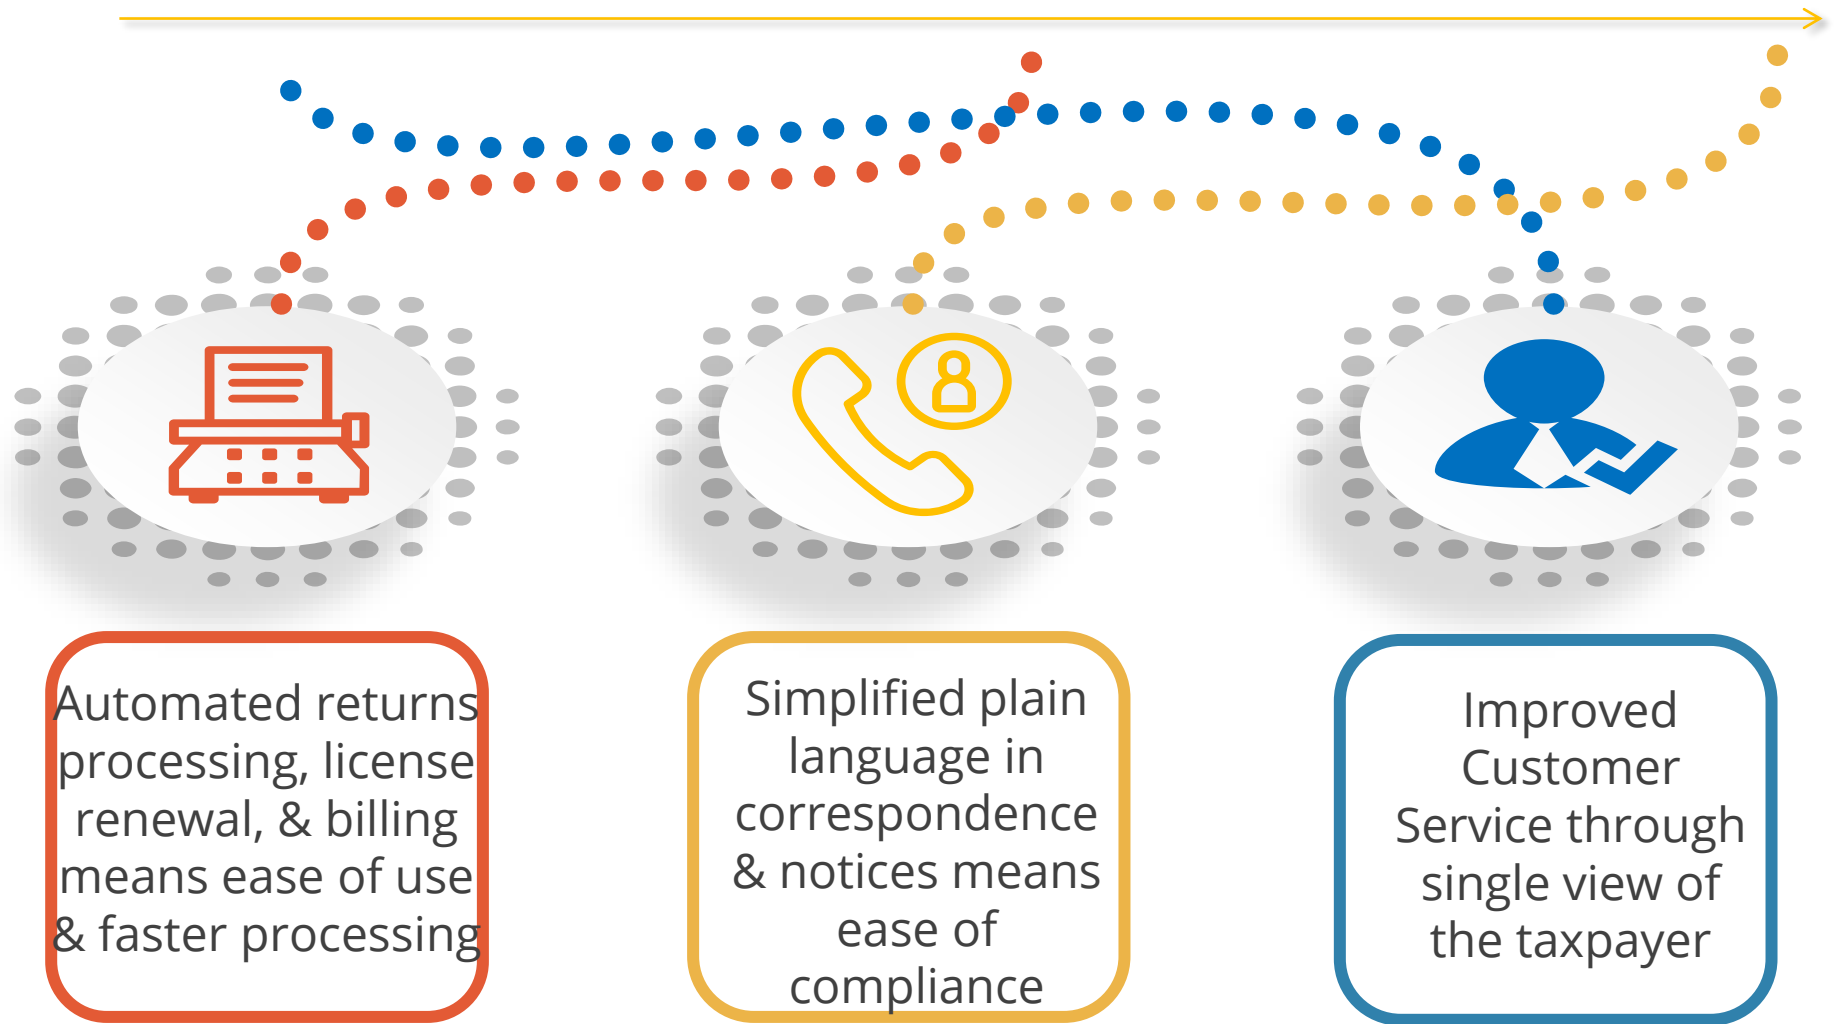 Automated returns
processing, license
renewal, & billing
means ease of use
& faster processing
Simplified plain
language in
correspondence
& notices means
ease of
compliance
Improved
Customer
Service through
single view of
the taxpayer